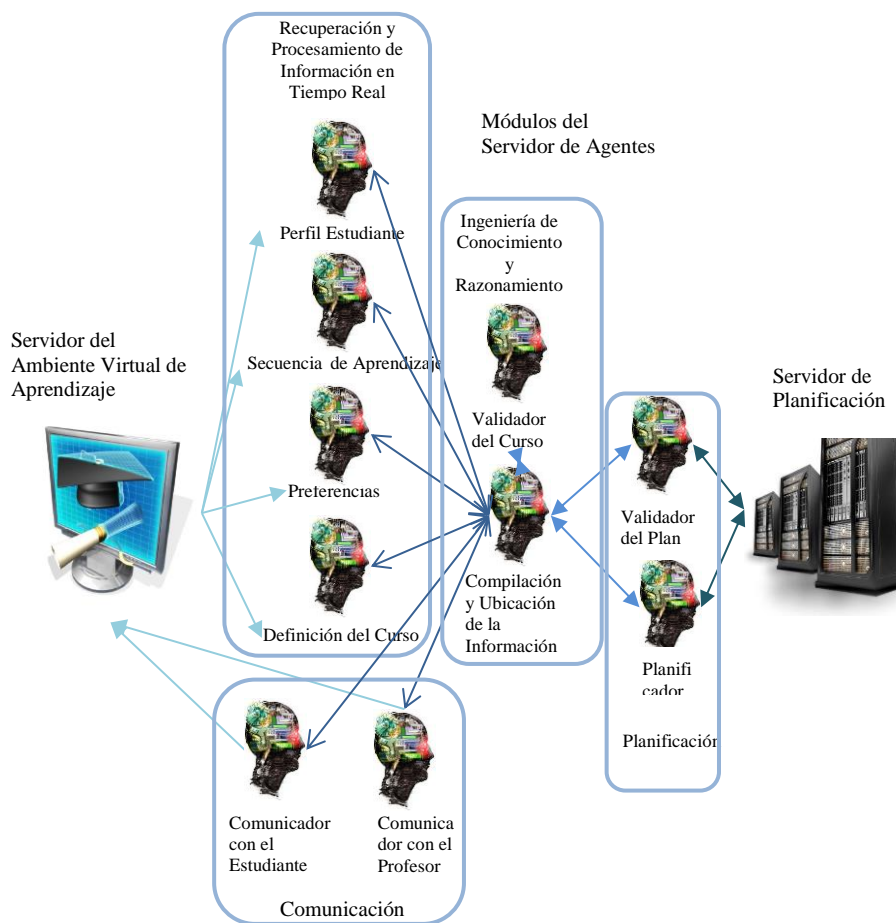 Recuperación y
Procesamiento de
Información en
Tiempo Real
Perfil Estudiante
Secuencia de Aprendizaje
Preferencias
Definición del Curso
Módulos del
Servidor de Agentes
Ingeniería de
Conocimiento
y
Razonamiento
Validador
del Curso
Compilación
y Ubicación
de la
Información
Servidor del
Ambiente Virtual de
Aprendizaje
Validador
del Plan
Planifi
cador
Planificación
Servidor de
Planificación
Comunicador
con el
Estudiante
Comunica
dor con el
Profesor
Comunicación